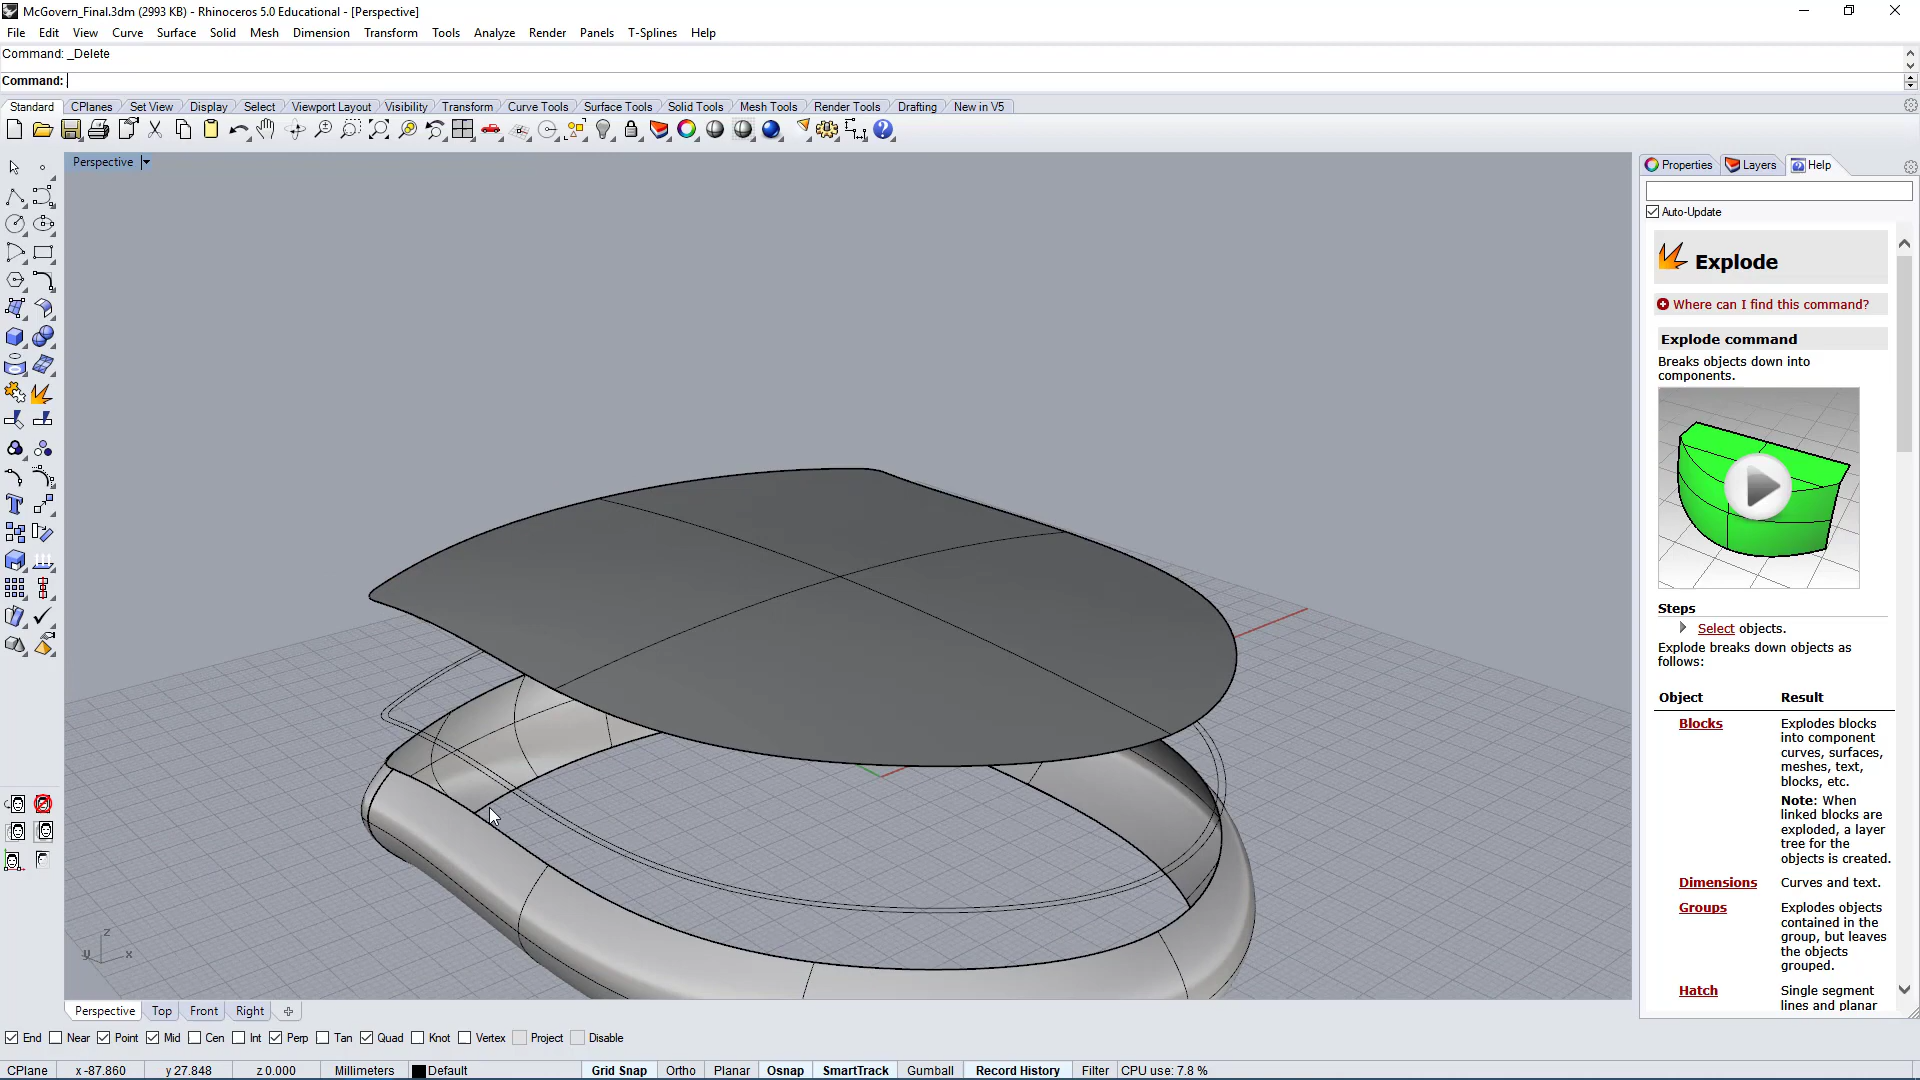 McGovern_Final.3dm (2993 KB) - Rhinoceros 5.0 Educational - [Perspective]
File Edit View Curve Surface Solid Mesh Dimension Transform Tools Analyze Render Panels T-Splines Help
Command: _Delete
Command:
Standard CPlanes Set View Display Select Viewport Layout Visibility Transform Curve Tools Surface Tools Solid Tools Mesh Tools Render Tools Drafting New in V5
Perspective
Properties Layers Help
Auto-Update
Explode
Where can I find this command?
Explode command
Breaks objects down into
components.
Steps
Select objects.
Explode breaks down objects as
follows:
Object Result
Blocks Explodes blocks
into component
curves, surfaces,
meshes, text,
blocks, etc.
Note: When
linked blocks are
exploded, a layer
tree for the
objects is created.
Dimensions Curves and text.
Groups Explodes objects
contained in the
group, but leaves
the objects
grouped.
Hatch Single segment
lines and planar
z
y x
Perspective Top Front Right
End Near Point Mid Cen Int Perp Tan Quad Knot Vertex Project Disable
CPlane x -87.860 y 27.848 z 0.000 Millimeters Default Grid Snap Ortho Planar Osnap SmartTrack Gumball Record History Filter CPU use: 7.8 %